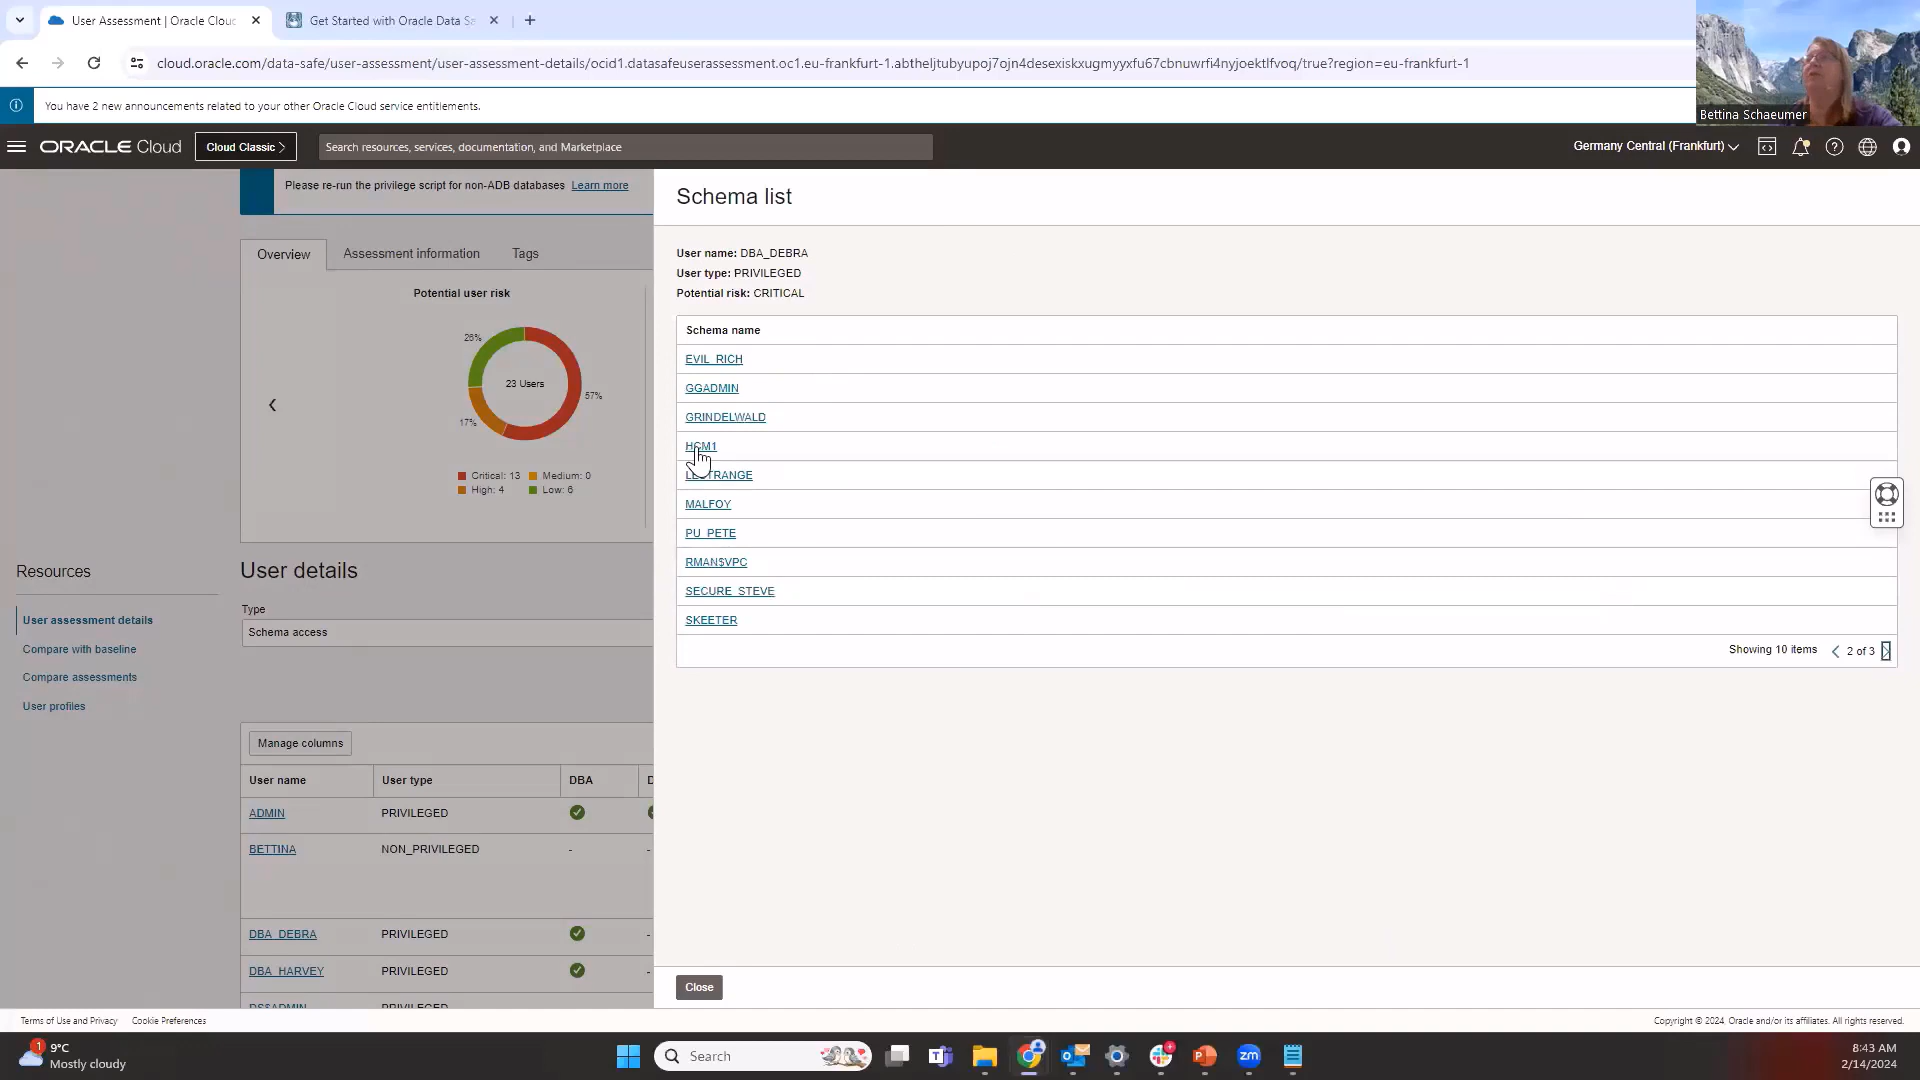 User Assessment | Oracle Clou
Get Started with Oracle Data Sa
cloud.oracle.com/data-safe/user-assessment/user-assessment-details/ocid1.datasafeuserassessment.oc1.eu-frankfurt-1.abtheljtubyupoj7ojn4desexiskxugmyyxfu67cbnuwrfi4nyjoektlfvoq/true?region=eu-frankfurt-1
You have 2 new announcements related to your other Oracle Cloud service entitlements.
Bettina Schaeumer
ORACLE Cloud
Cloud Classic
Search resources, services, documentation, and Marketplace
Germany Central (Frankfurt)
Please re-run the privilege script for non-ADB databases Learn more
Overview
Assessment information
Tags
Potential user risk
26%
23 Users
57%
17%
Critical: 13
Medium: 0
High: 4
Low: 6
Resources
User assessment details
Compare with baseline
Compare assessments
User profiles
User details
Type
Schema access
Manage columns
User name
User type
DBA
ADMIN
PRIVILEGED
BETTINA
NON_PRIVILEGED
-
-
DBA_DEBRA
PRIVILEGED
-
DBA_HARVEY
PRIVILEGED
-
DS$ADMIN
PRIVILEGED
Schema list
User name: DBA_DEBRA
User type: PRIVILEGED
Potential risk: CRITICAL
Schema name
EVIL_RICH
GGADMIN
GRINDELWALD
HCM1
LESTRANGE
MALFOY
PU_PETE
RMAN$VPC
SECURE_STEVE
SKEETER
Showing 10 items
2 of 3
Close
Terms of Use and Privacy
Cookie Preferences
Copyright © 2024, Oracle and/or its affiliates. All rights reserved.
1
9°C
Mostly cloudy
Search
zm
8:43 AM
2/14/2024